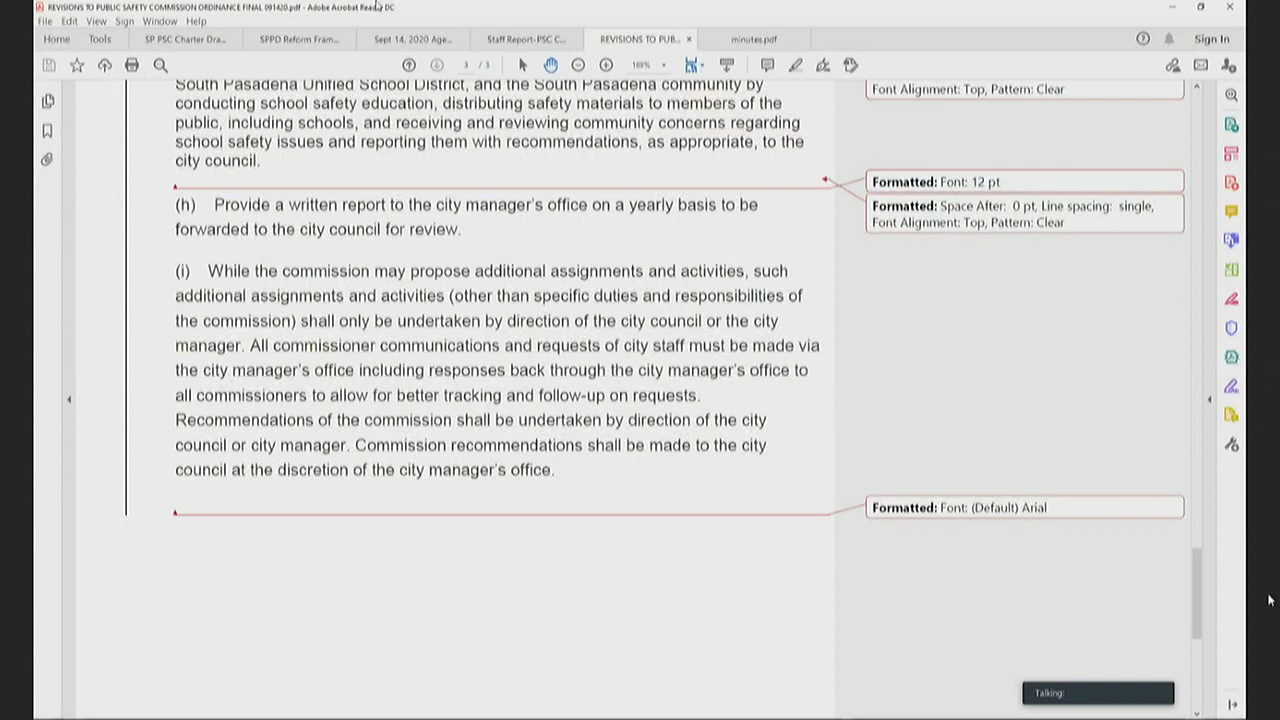 REVISIONS TO PUBLIC SAFETY COMMISSION ORDINANCE FINAL 091420.pdf - Adobe Acrobat Reader DC
File Edit View Sign Window Help
Home Tools SP PSC Charter Dra... SPPD Reform Fram... Sept 14. 2020 Age... Staff Report-PSC C... REVISIONS TO PUB... × minutes.pdf Sign In
3 / 3 189%
South Pasadena Unified School District, and the South Pasadena community by
conducting school safety education, distributing safety materials to members of the
public, including schools, and receiving and reviewing community concerns regarding
school safety issues and reporting them with recommendations, as appropriate, to the
city council.
Font Alignment: Top, Pattern: Clear
Formatted: Font: 12 pt
(h) Provide a written report to the city manager's office on a yearly basis to be
forwarded to the city council for review.
Formatted: Space After: 0 pt, Line spacing: single,
Font Alignment: Top, Pattern: Clear
(i) While the commission may propose additional assignments and activities, such
additional assignments and activities (other than specific duties and responsibilities of
the commission) shall only be undertaken by direction of the city council or the city
manager. All commissioner communications and requests of city staff must be made via
the city manager's office including responses back through the city manager's office to
all commissioners to allow for better tracking and follow-up on requests.
Recommendations of the commission shall be undertaken by direction of the city
council or city manager. Commission recommendations shall be made to the city
council at the discretion of the city manager's office.
Formatted: Font: (Default) Arial
Talking: